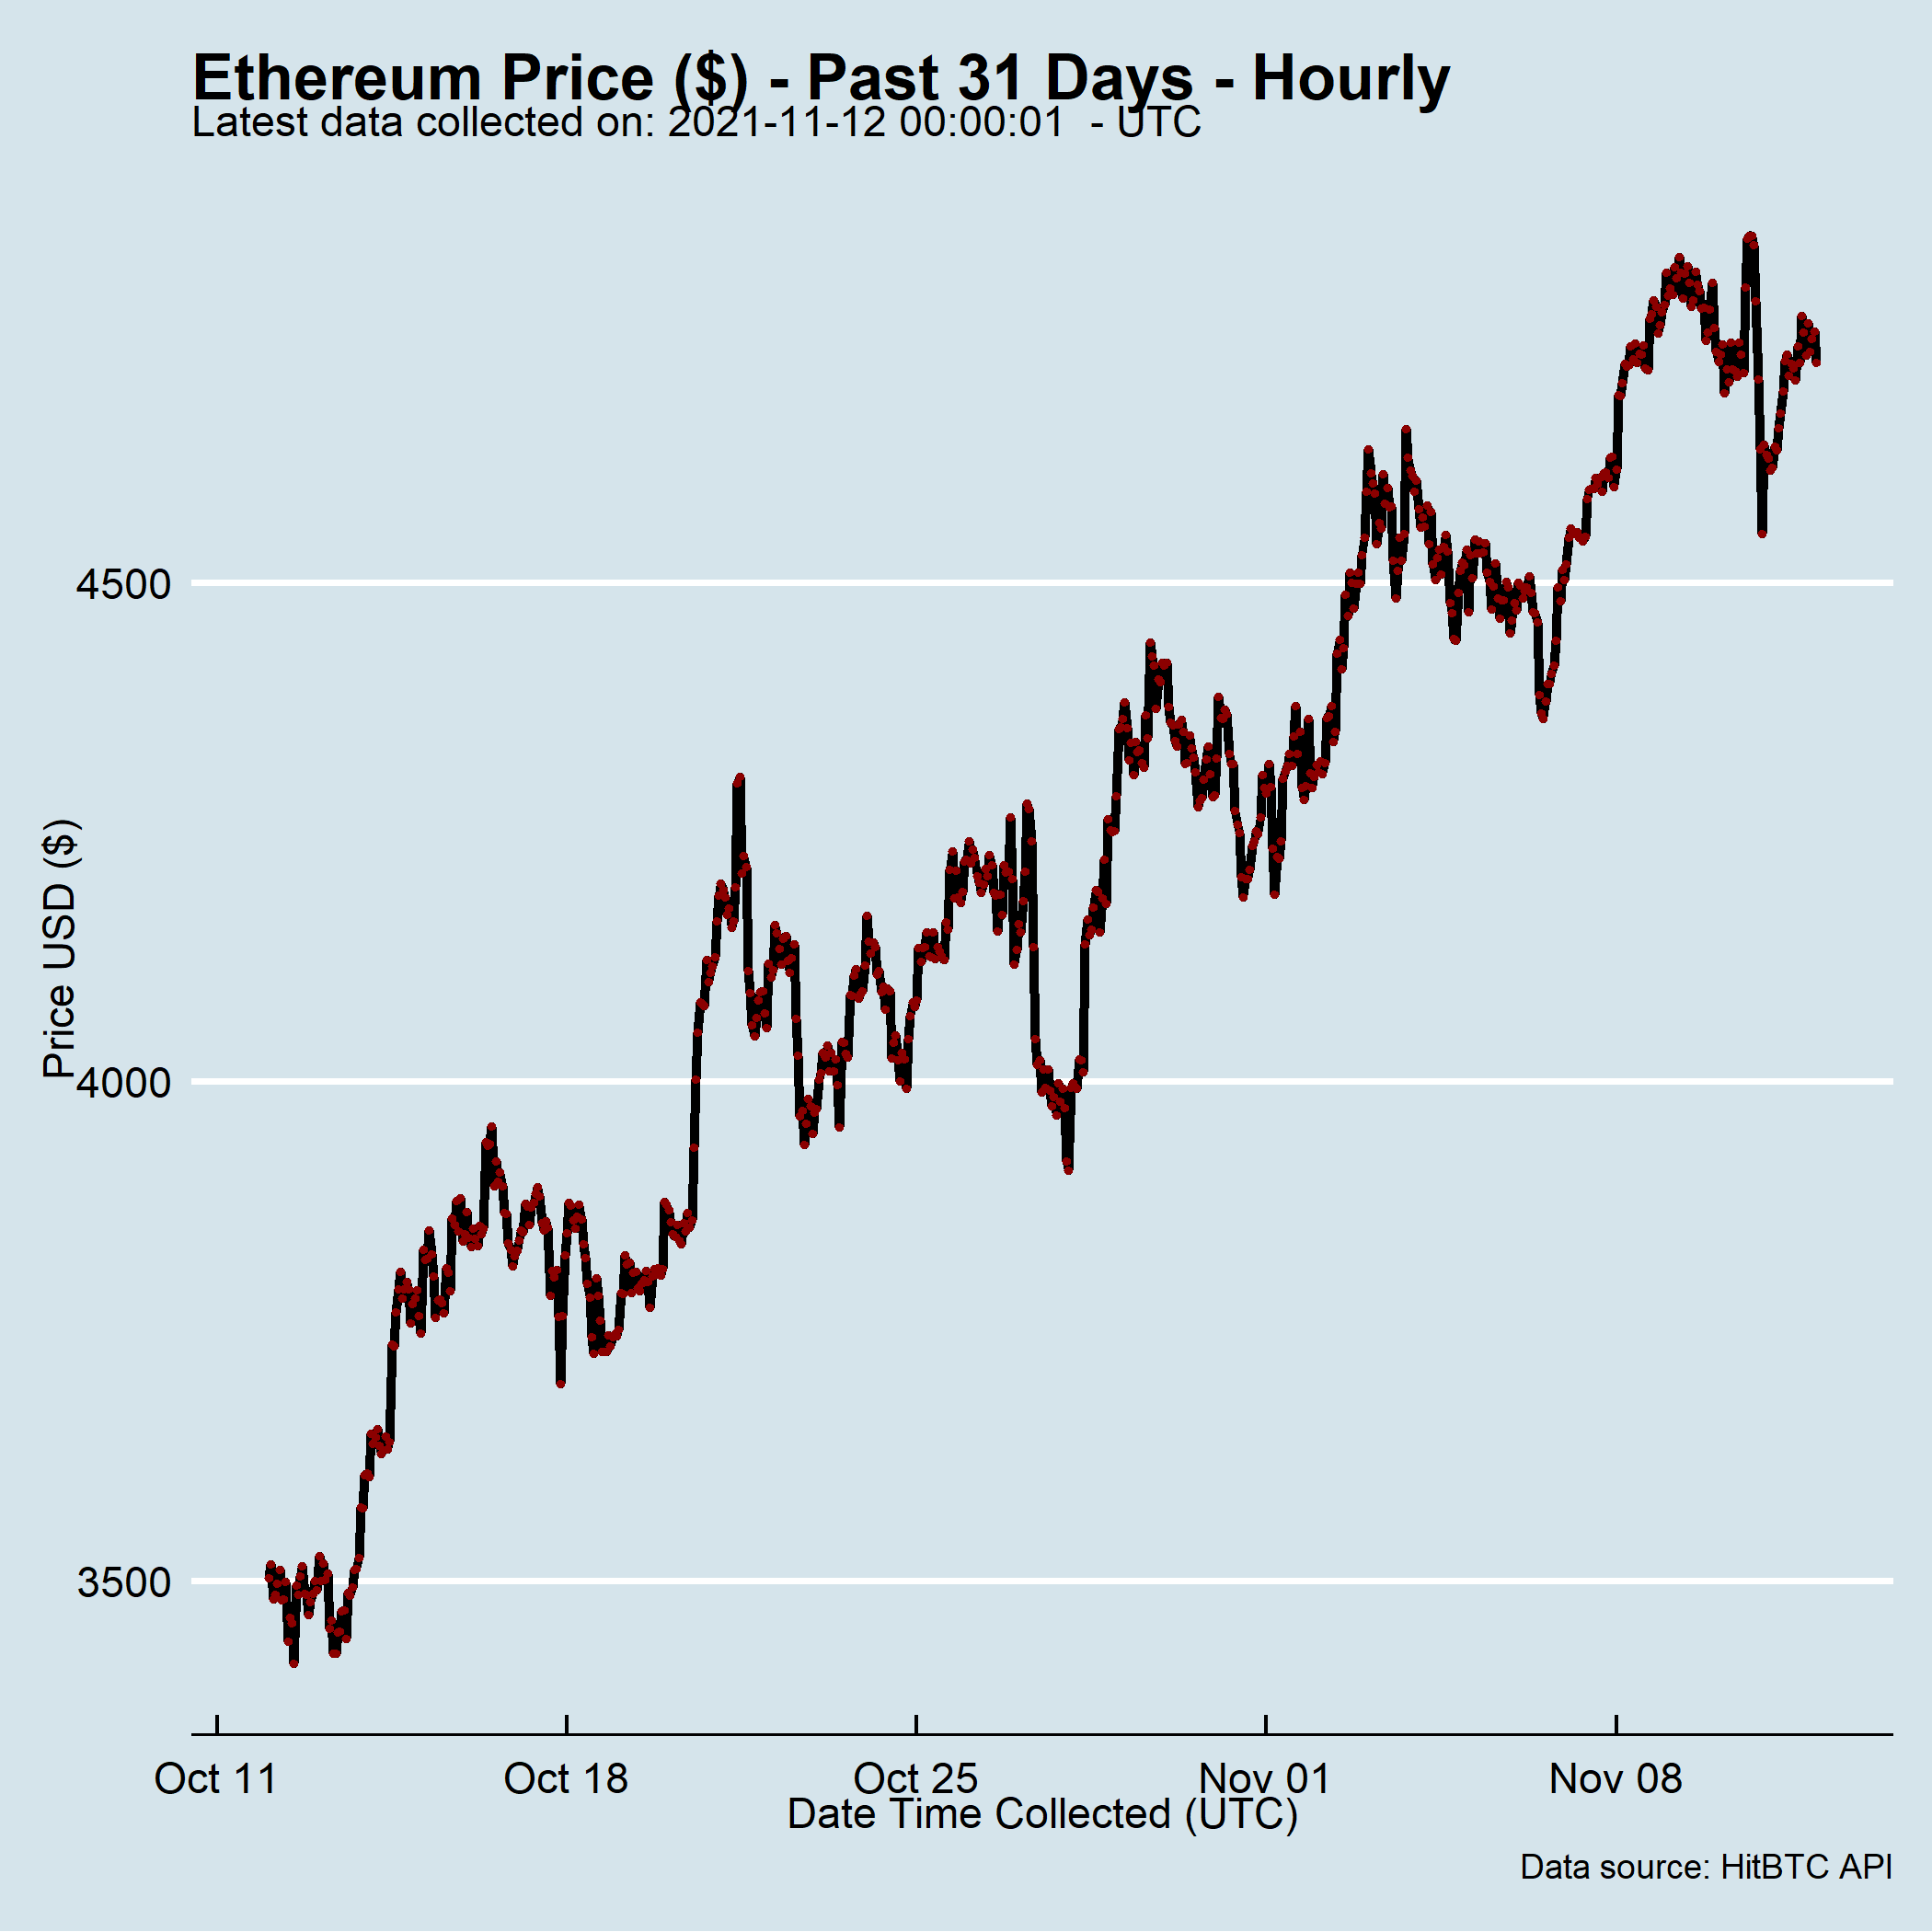 Ethereum Price ($) - Past 31 Days - Hourly
Latest data collected on: 2021-11-12 00:00:01  - UTC
Price USD ($)
4500
4000
3500
Oct 11
Oct 18
Oct 25
Nov 01
Nov 08
Date Time Collected (UTC)
Data source: HitBTC API